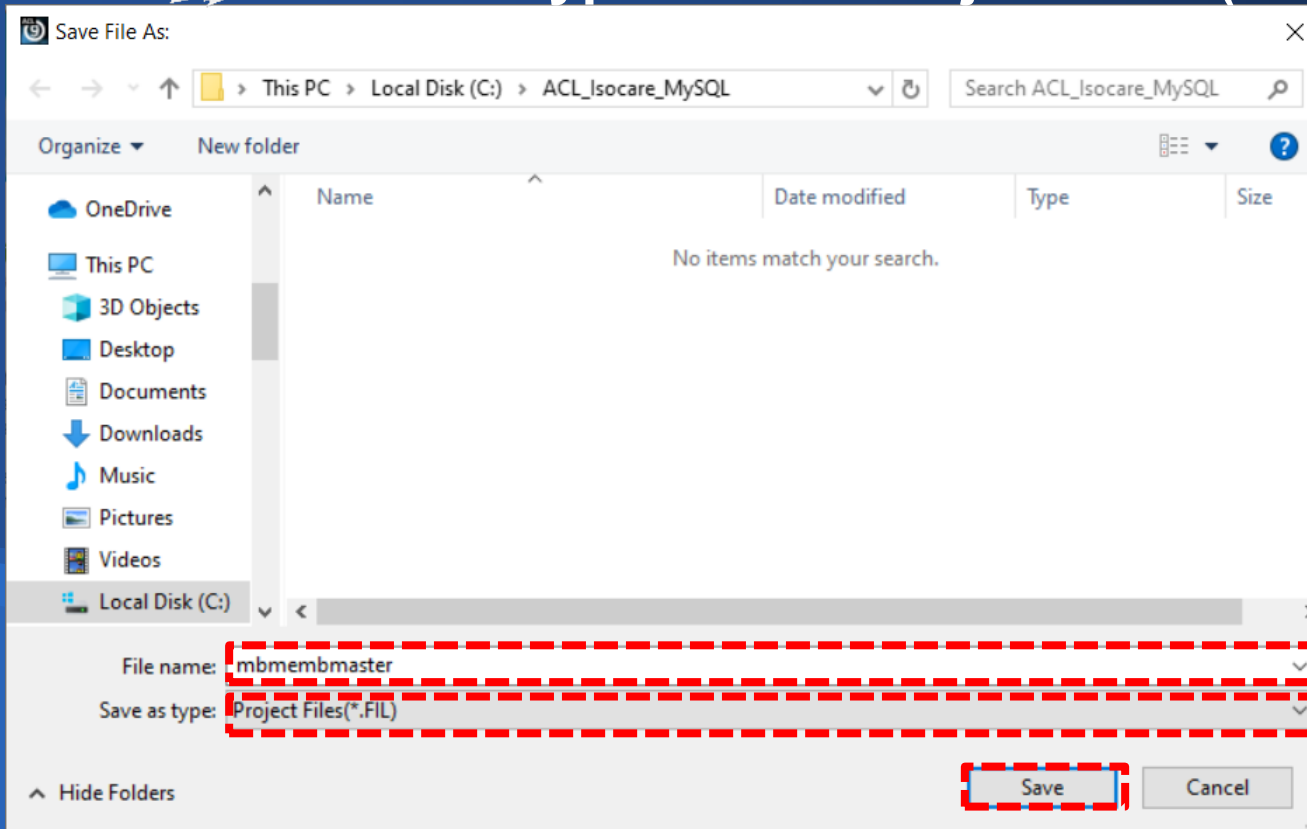 Save File As:
This PC > Local Disk (C:) > ACL_Isocare_MySQL
Search ACL_Isocare_MySQL
Organize
New folder
Name
Date modified
Type
Size
No items match your search.
OneDrive
This PC
3D Objects
Desktop
Documents
Downloads
Music
Pictures
Videos
Local Disk (C:)
File name: mbmembmaster
Save as type: Project Files(*.FIL)
Hide Folders
Save
Cancel